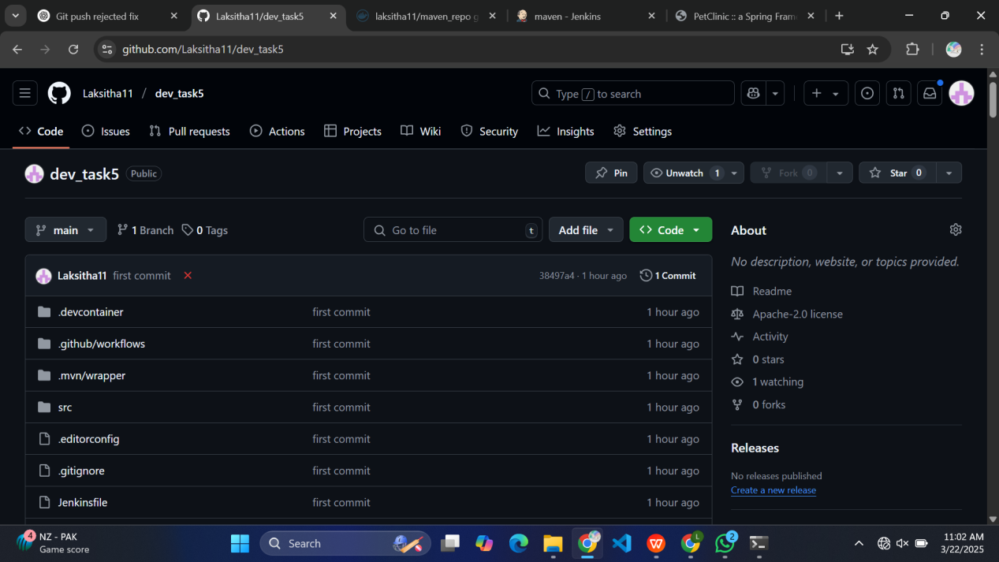 Git push rejected fix
Laksitha11/dev_task5
laksitha11/maven_repo g
maven - Jenkins
PetClinic :: a Spring Fram
github.com/Laksitha11/dev_task5
Laksitha11 / dev_task5
Type / to search
Code
Issues
Pull requests
Actions
Projects
Wiki
Security
Insights
Settings
dev_task5 Public
Pin
Unwatch 1
Fork 0
Star 0
main
1 Branch
0 Tags
Go to file t
Add file
Code
Laksitha11 first commit 38497a4 · 1 hour ago 1 Commit
.devcontainer first commit 1 hour ago
.github/workflows first commit 1 hour ago
.mvn/wrapper first commit 1 hour ago
src first commit 1 hour ago
.editorconfig first commit 1 hour ago
.gitignore first commit 1 hour ago
Jenkinsfile first commit 1 hour ago
About
No description, website, or topics provided.
Readme
Apache-2.0 license
Activity
0 stars
1 watching
0 forks
Releases
No releases published
Create a new release
4
NZ - PAK
Game score
Search
L
2
11:02 AM
3/22/2025